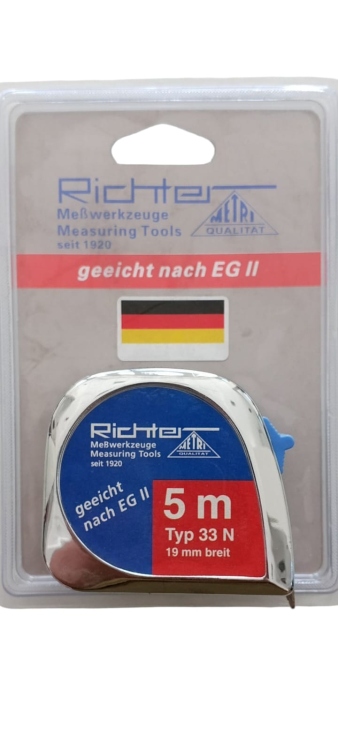 Richter
Meßwerkzeuge
Measuring Tools
seit 1920
METRI
QUALITÄT
geeicht nach EG II
Richter
Meßwerkzeuge
Measuring Tools
seit 1920
METRI
QUALITÄT
geeicht
nach EG II
5 m
Typ 33 N
19 mm breit